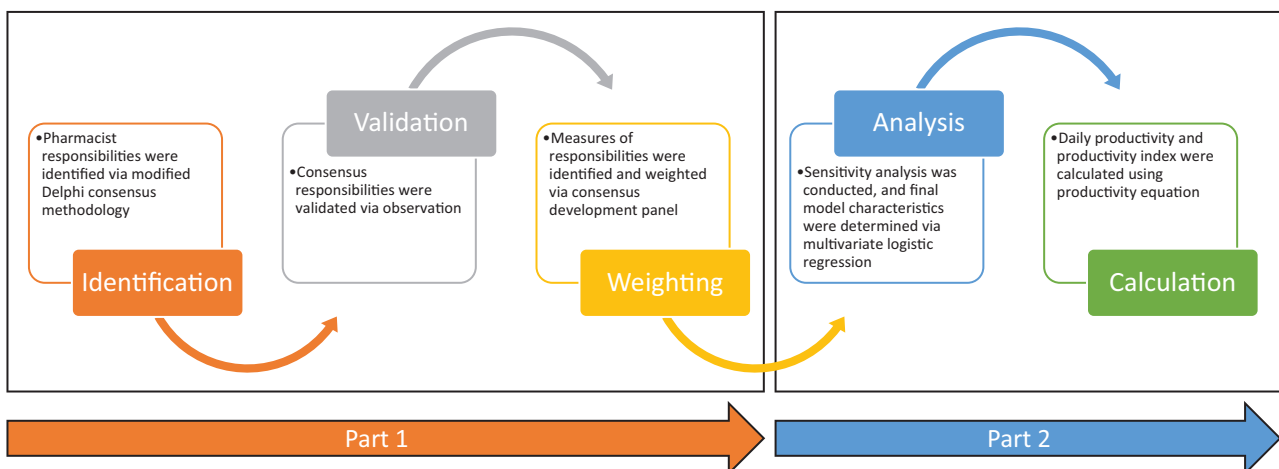 •Pharmacist
responsibilities were
identified via modified
Delphi consensus
methodology
Identification
Validation
•Consensus
responsibilities were
validated via observation
•Measures of
responsibilities were
identified and weighted
via consensus
development panel
Weighting
Analysis
•Sensitivity analysis was
conducted, and final
model characteristics
were determined via
multivariate logistic
regression
•Daily productivity and
productivity index were
calculated using
productivity equation
Calculation
Part 1
Part 2